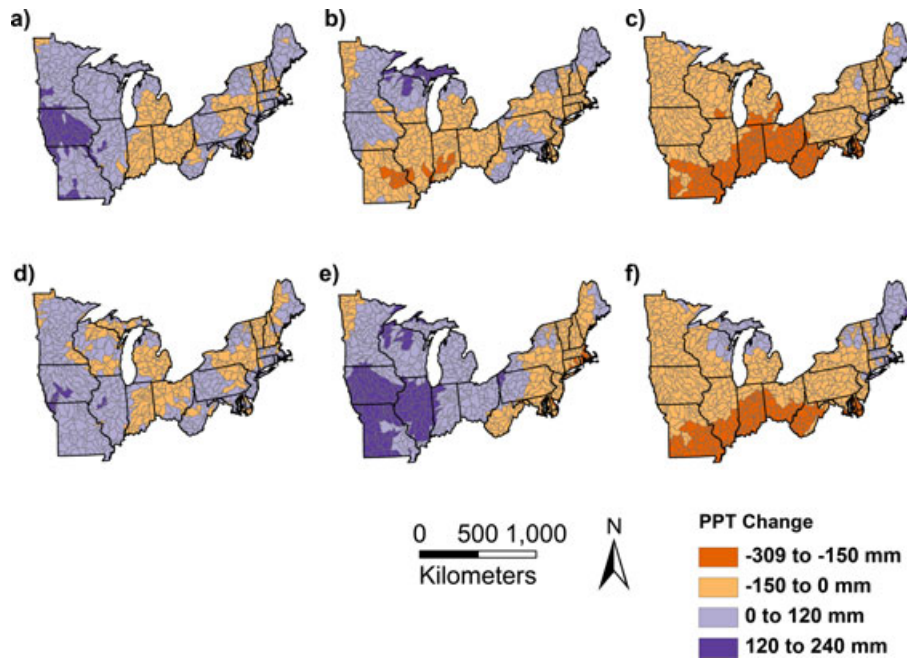 a)
b)
c)
d)
e)
f)
0 500 1,000
Kilometers
N
PPT Change
-309 to -150 mm
-150 to 0 mm
0 to 120 mm
120 to 240 mm